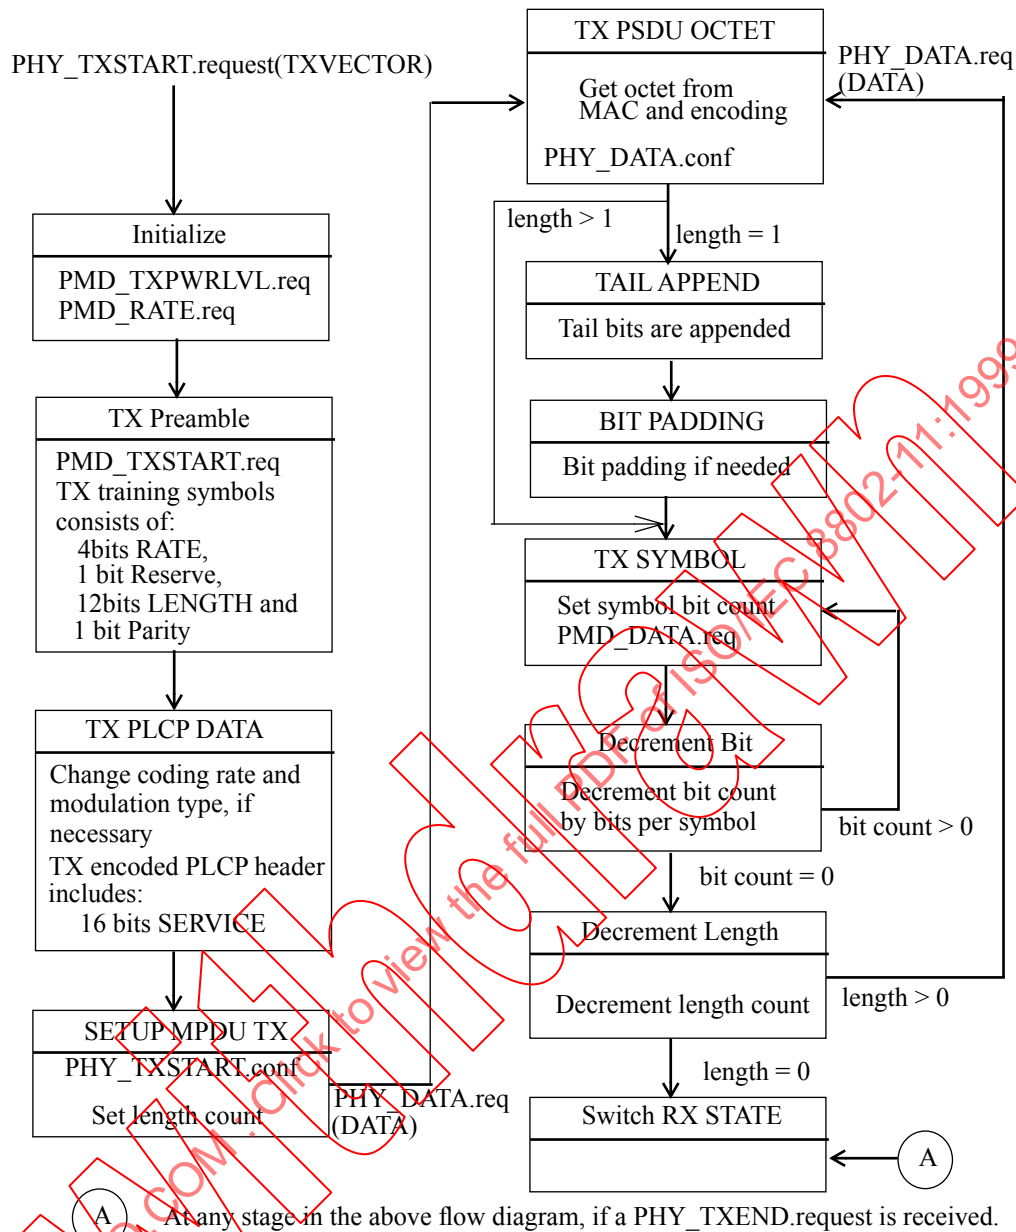 PHY_TXSTART.request(TXVECTOR)
Initialize
PMD_TXPWRLVL.req
PMD_RATE.req
TX Preamble
PMD_TXSTART.req
TX training symbols
consists of:
4bits RATE,
1 bit Reserve,
12bits LENGTH and
1 bit Parity
TX PLCP DATA
Change coding rate and
modulation type, if
necessary
TX encoded PLCP header
includes:
16 bits SERVICE
SETUP MPDU TX
PHY_TXSTART.conf
Set length count
PHY_DATA.req
(DATA)
TX PSDU OCTET
Get octet from
MAC and encoding
PHY_DATA.conf
PHY_DATA.req
(DATA)
length > 1
length = 1
TAIL APPEND
Tail bits are appended
BIT PADDING
Bit padding if needed
TX SYMBOL
Set symbol bit count
PMD_DATA.req
Decrement Bit
Decrement bit count
by bits per symbol
bit count > 0
bit count = 0
Decrement Length
Decrement length count
length > 0
length = 0
Switch RX STATE
A
A
At any stage in the above flow diagram, if a PHY_TXEND.request is received.
.COM : Click to view the full PDF of ISO/IEC 8802-11:1999
Withdrawn